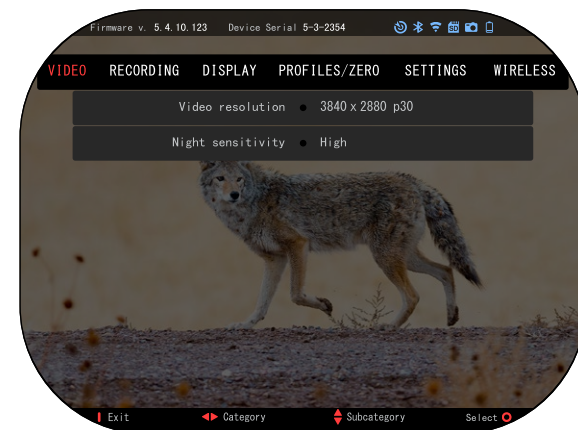 Firmware v. 5.4.10.123 Device Serial 5-3-2354 SD
VIDEO RECORDING DISPLAY PROFILES/ZERO SETTINGS WIRELESS
Video resolution ● 3840 x 2880 p30
Night sensitivity ● High
Exit Category Subcategory Select